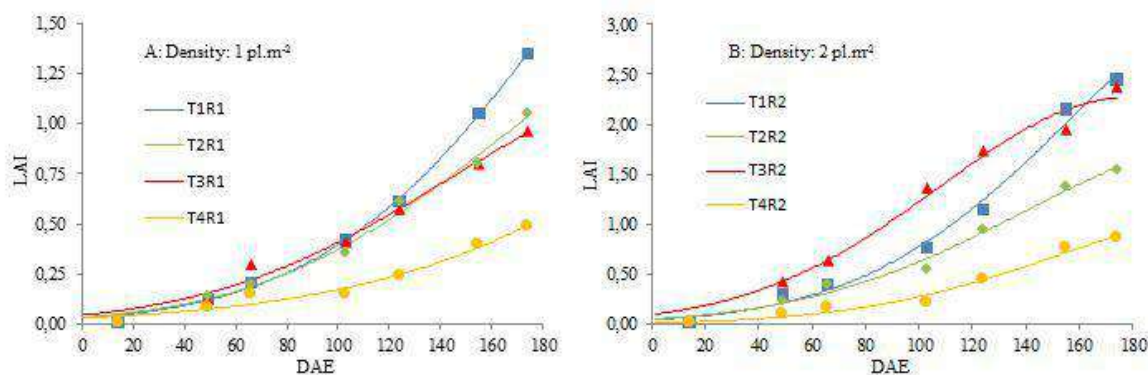 A: Density: 1 pl.m-2
1,50
1,25
1,00
0,75
0,50
0,25
0,00
LAI
T1R1
T2R1
T3R1
T4R1
0 20 40 60 80 100 120 140 160 180
DAE
B: Density: 2 pl.m-2
3,00
2,50
2,00
1,50
1,00
0,50
0,00
LAI
T1R2
T2R2
T3R2
T4R2
0 20 40 60 80 100 120 140 160 180
DAE